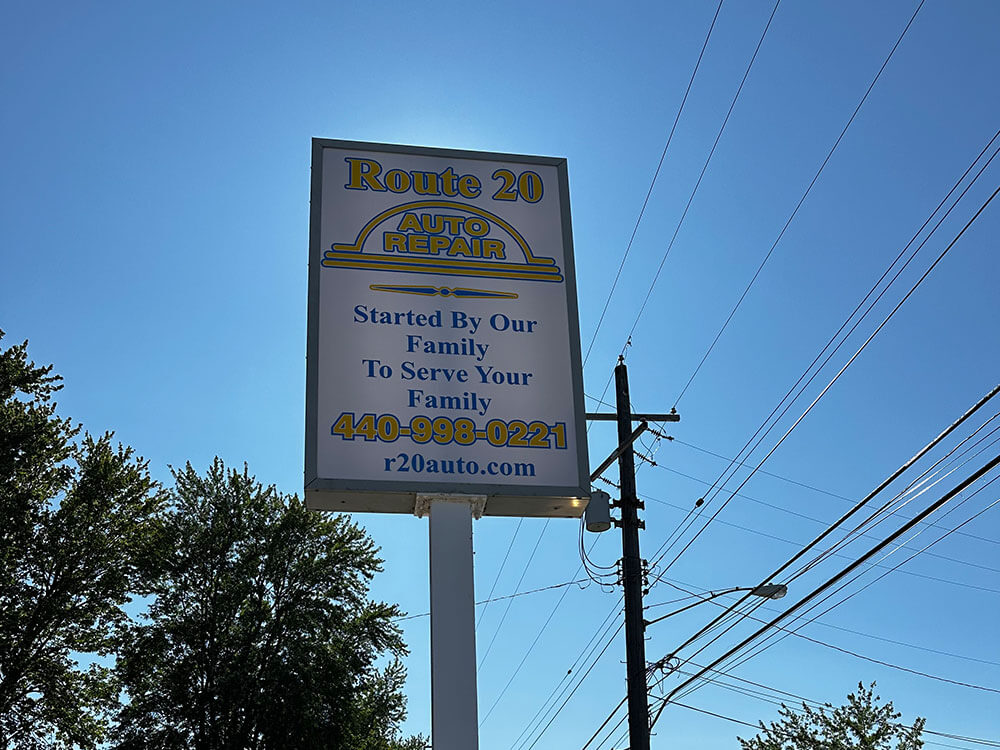 Route 20
AUTO
REPAIR
Started By Our
Family
To Serve Your
Family
440-998-0221
r20auto.com